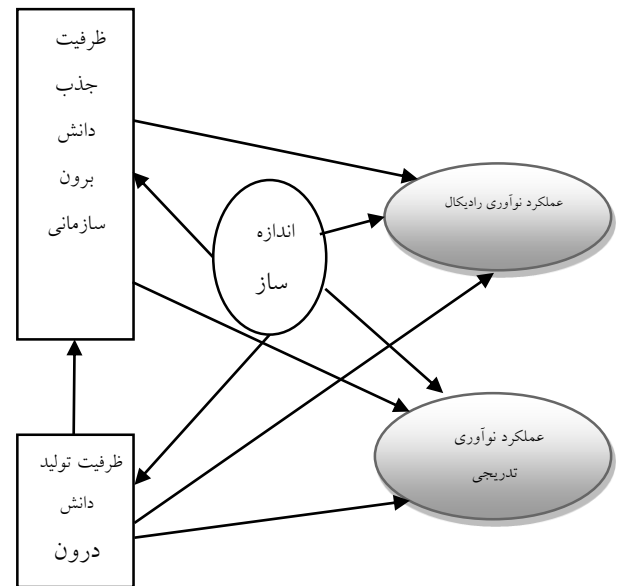 ظرفیت
جذب
دانش
برون
سازمانی
اندازه
ساز
عملکرد نوآوری رادیکال
عملکرد نوآوری
تدریجی
ظرفیت تولید
دانش
درون